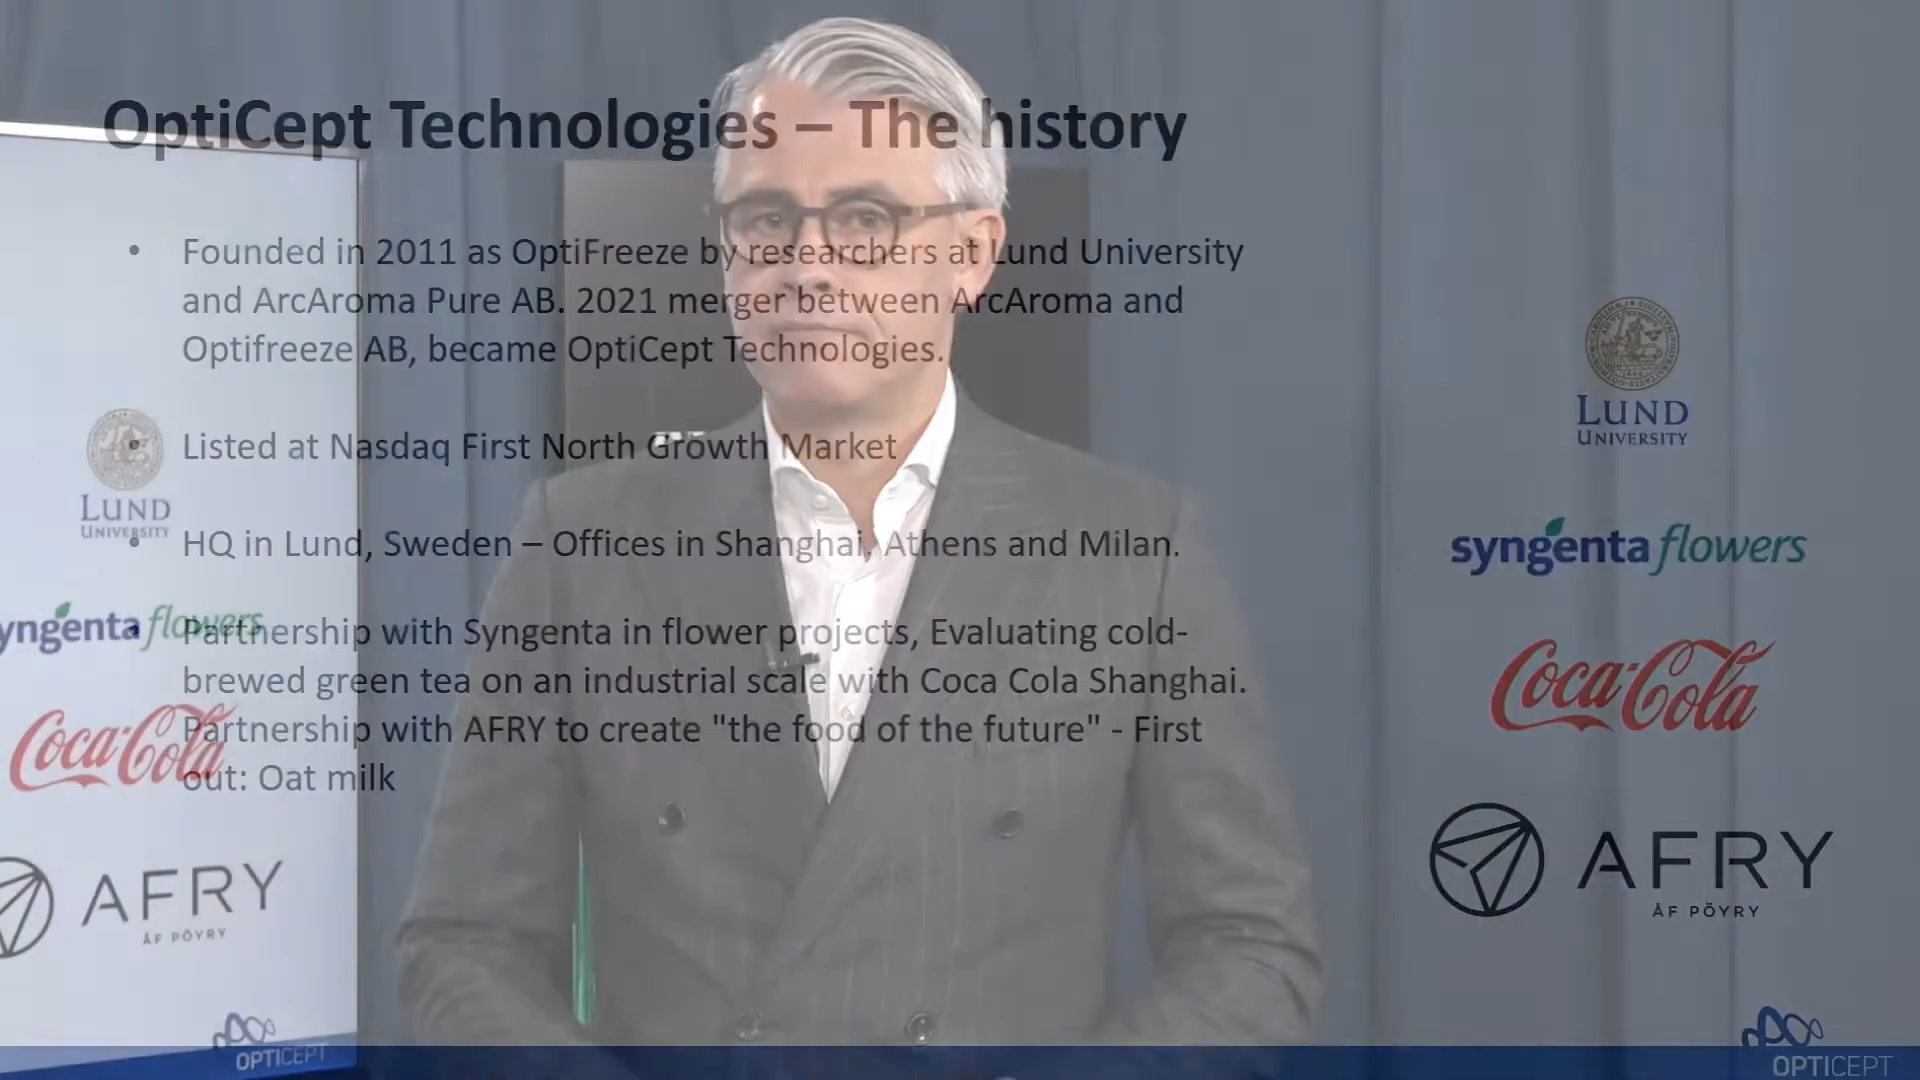 OptiCept Technologies – The history
• Founded in 2011 as OptiFreeze by researchers at Lund University
and ArcAroma Pure AB. 2021 merger between ArcAroma and
Optifreeze AB, became OptiCept Technologies.
• Listed at Nasdaq First North Growth Market
• HQ in Lund, Sweden – Offices in Shanghai, Athens and Milan.
• Partnership with Syngenta in flower projects, Evaluating cold-
brewed green tea on an industrial scale with Coca Cola Shanghai.
Partnership with AFRY to create "the food of the future" - First
out: Oat milk
LUND
UNIVERSITY
syngenta flowers
Coca-Cola
AFRY
ÅF PÖYRY
OPTICEPT
LUND
UNIVERSITY
yngenta flowers
Coca-Cola
AFRY
ÅF PÖYRY
OPTICEPT